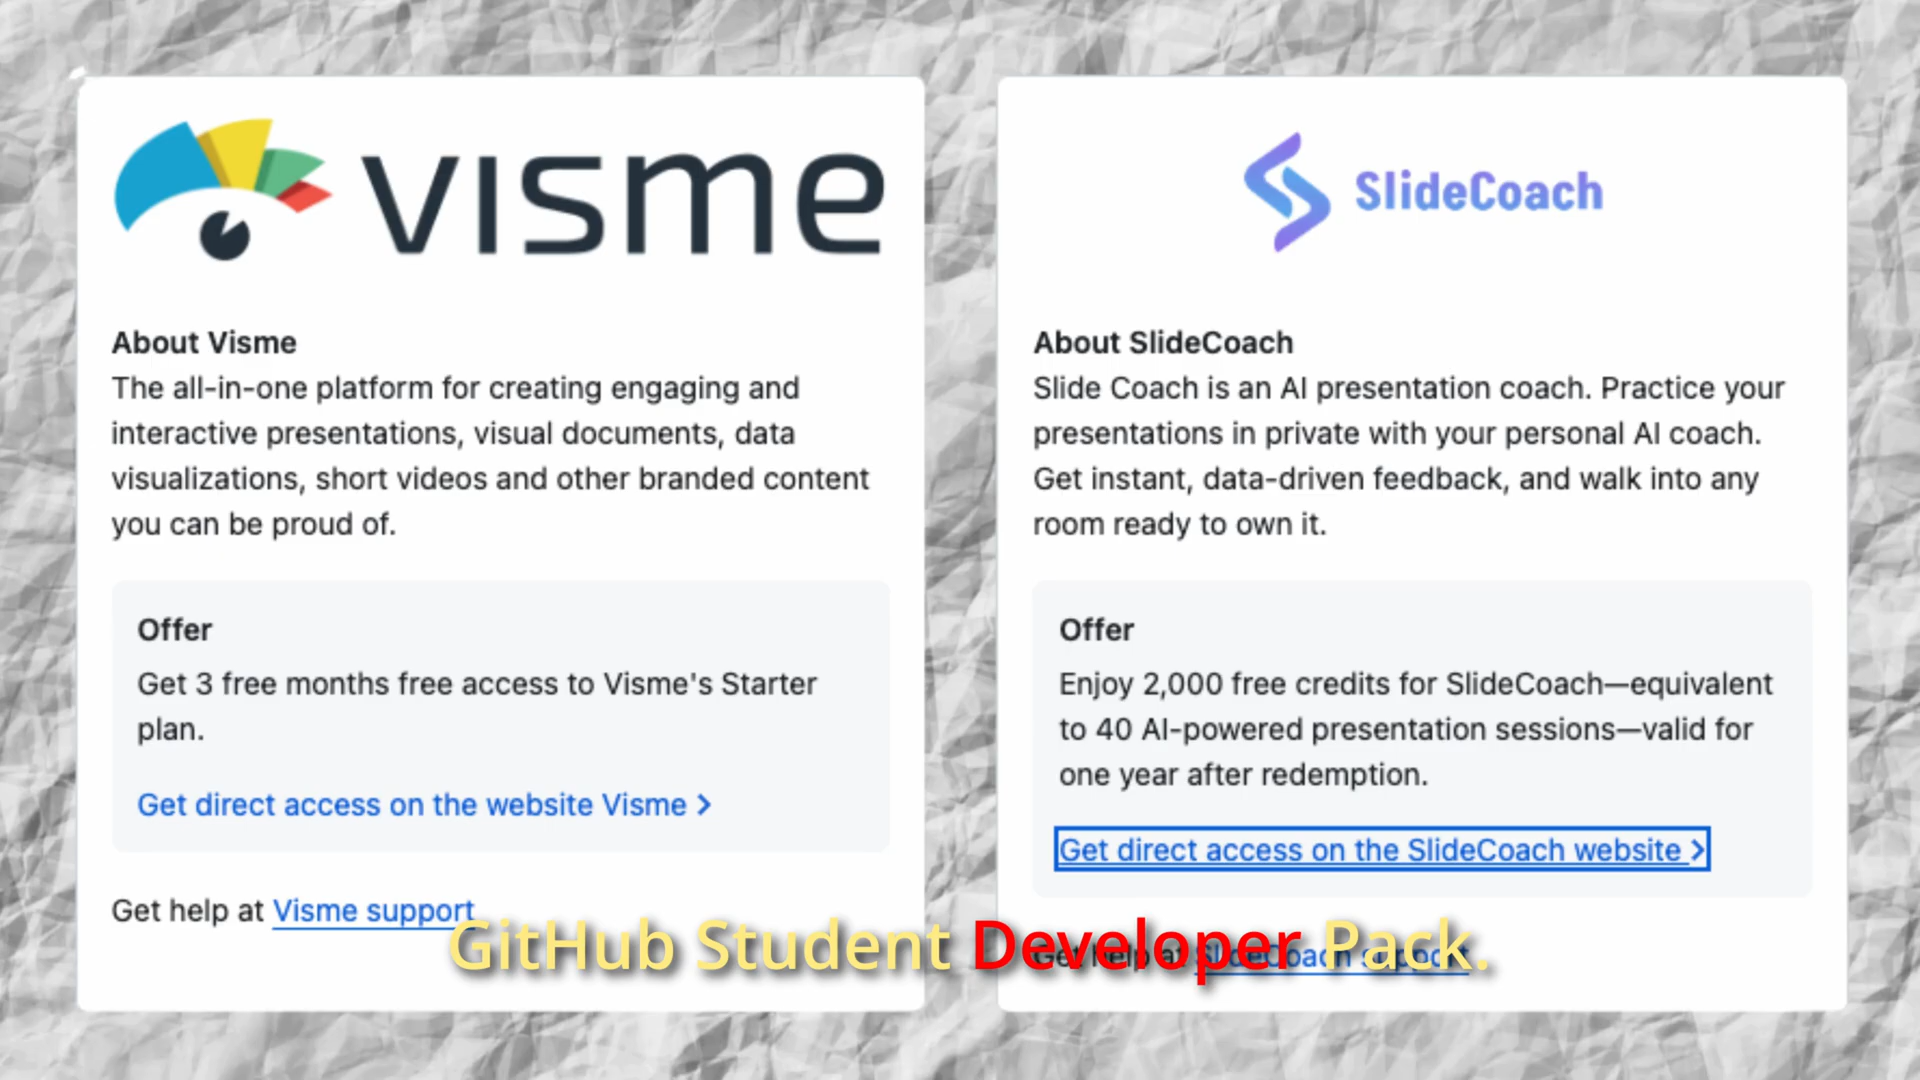 visme
About Visme
The all-in-one platform for creating engaging and
interactive presentations, visual documents, data
visualizations, short videos and other branded content
you can be proud of.
Offer
Get 3 free months free access to Visme's Starter
plan.
Get direct access on the website Visme >
Get help at Visme support
SlideCoach
About SlideCoach
Slide Coach is an AI presentation coach. Practice your
presentations in private with your personal AI coach.
Get instant, data-driven feedback, and walk into any
room ready to own it.
Offer
Enjoy 2,000 free credits for SlideCoach—equivalent
to 40 AI-powered presentation sessions—valid for
one year after redemption.
Get direct access on the SlideCoach website >
Get help at SlideCoach support
GitHub Student Developer Pack.